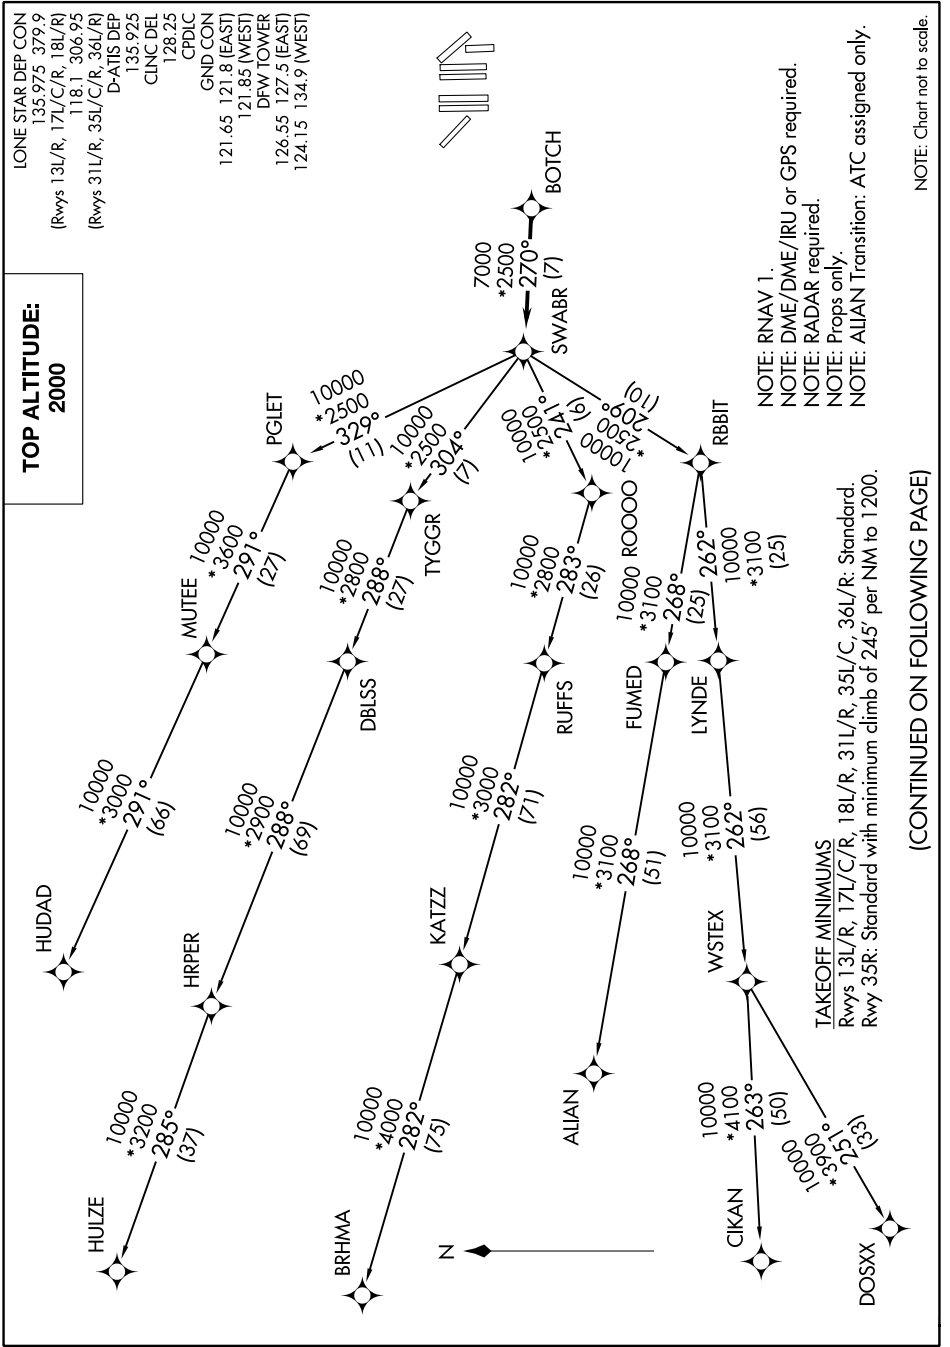 LONE STAR DEP CON
135.975 379.9
(Rwys 13L/R, 17L/C/R, 18L/R)
118.1 306.95
(Rwys 31L/R, 35L/C/R, 36L/R)
D-ATIS DEP
135.925
CLNC DEL
128.25
CPDLC
GND CON
121.65 121.8 (EAST)
121.85 (WEST)
DFW TOWER
126.55 127.5 (EAST)
124.15 134.9 (WEST)
TOP ALTITUDE:
2000
BOTCH
7000
*2500
270°
(7)
SWABR
10000
*2500
329°
(11)
PGLET
10000
*3600
291°
(27)
MUTEE
10000
*3000
291°
(66)
HUDAD
10000
*2500
304°
(7)
TYGGR
10000
*2800
288°
(27)
DBLSS
10000
*2900
288°
(69)
HRPER
10000
*3200
285°
(37)
HULZE
10000
*2500
241°
(6)
ROOOO
10000
*2800
283°
(26)
RUFFS
10000
*3000
282°
(71)
KATZZ
10000
*4000
282°
(75)
BRHMA
10000
*2500
209°
(10)
RBBIT
10000
*3100
268°
(25)
FUMED
10000
*3100
268°
(51)
ALIAN
262°
10000
*3100
(25)
LYNDE
10000
*3100
262°
(56)
WSTEX
10000
*4100
263°
(50)
CIKAN
10000
*3900
251°
(33)
DOSXX
N
NOTE: RNAV 1.
NOTE: DME/DME/IRU or GPS required.
NOTE: RADAR required.
NOTE: Props only.
NOTE: ALIAN Transition: ATC assigned only.
TAKEOFF MINIMUMS
Rwys 13L/R, 17L/C/R, 18L/R, 31L/R, 35L/C, 36L/R: Standard.
Rwy 35R: Standard with minimum climb of 245' per NM to 1200.
(CONTINUED ON FOLLOWING PAGE)
NOTE: Chart not to scale.